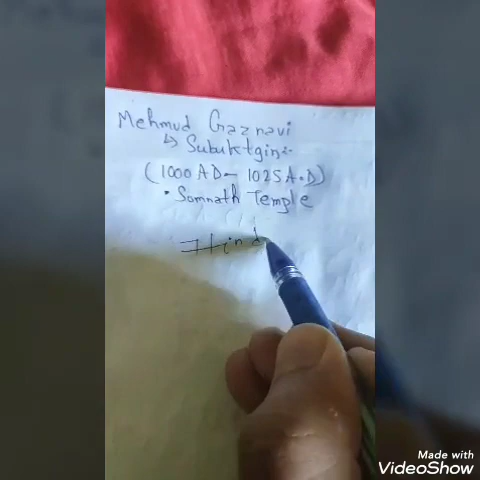 Mehmud Gaznavi
↳ Subuktgin:-
(1000 AD - 1025 A.D)
• Somnath Temple
Hind
Made with
VideoShow